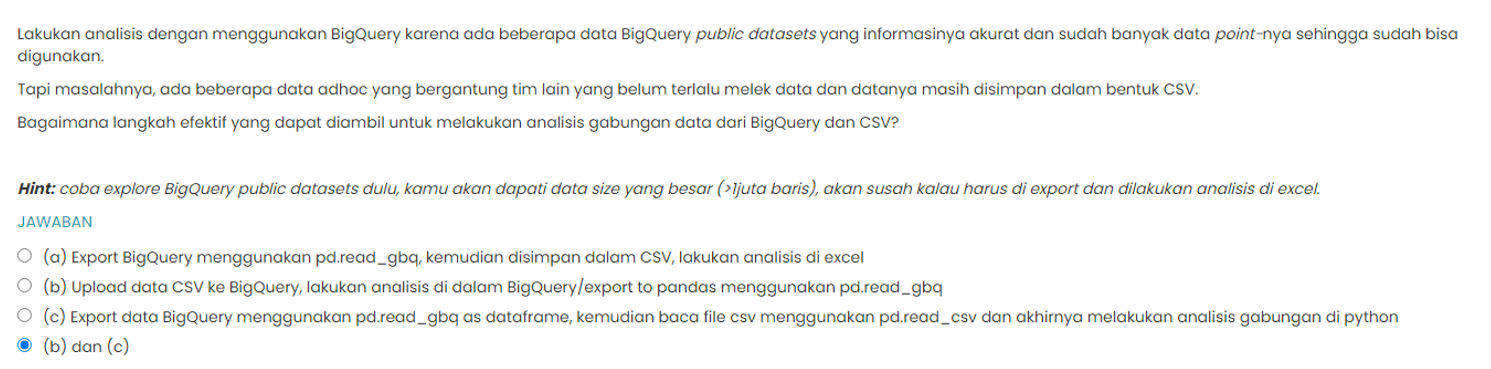 Lakukan analisis dengan menggunakan BigQuery karena ada beberapa data BigQuery public datasets yang informasinya akurat dan sudah banyak data point-nya sehingga sudah bisa
digunakan.
Tapi masalahnya, ada beberapa data adhoc yang bergantung tim lain yang belum terlalu melek data dan datanya masih disimpan dalam bentuk CSV.
Bagaimana langkah efektif yang dapat diambil untuk melakukan analisis gabungan data dari BigQuery dan CSV?
Hint: coba explore BigQuery public datasets dulu, kamu akan dapati data size yang besar (>1juta baris), akan susah kalau harus di export dan dilakukan analisis di excel.
JAWABAN
(a) Export BigQuery menggunakan pd.read_gbq, kemudian disimpan dalam CSV, lakukan analisis di excel
(b) Upload data CSV ke BigQuery, lakukan analisis di dalam BigQuery/export to pandas menggunakan pd.read_gbq
(c) Export data BigQuery menggunakan pd.read_gbq as dataframe, kemudian baca file csv menggunakan pd.read_csv dan akhirnya melakukan analisis gabungan di python
(b) dan (c)